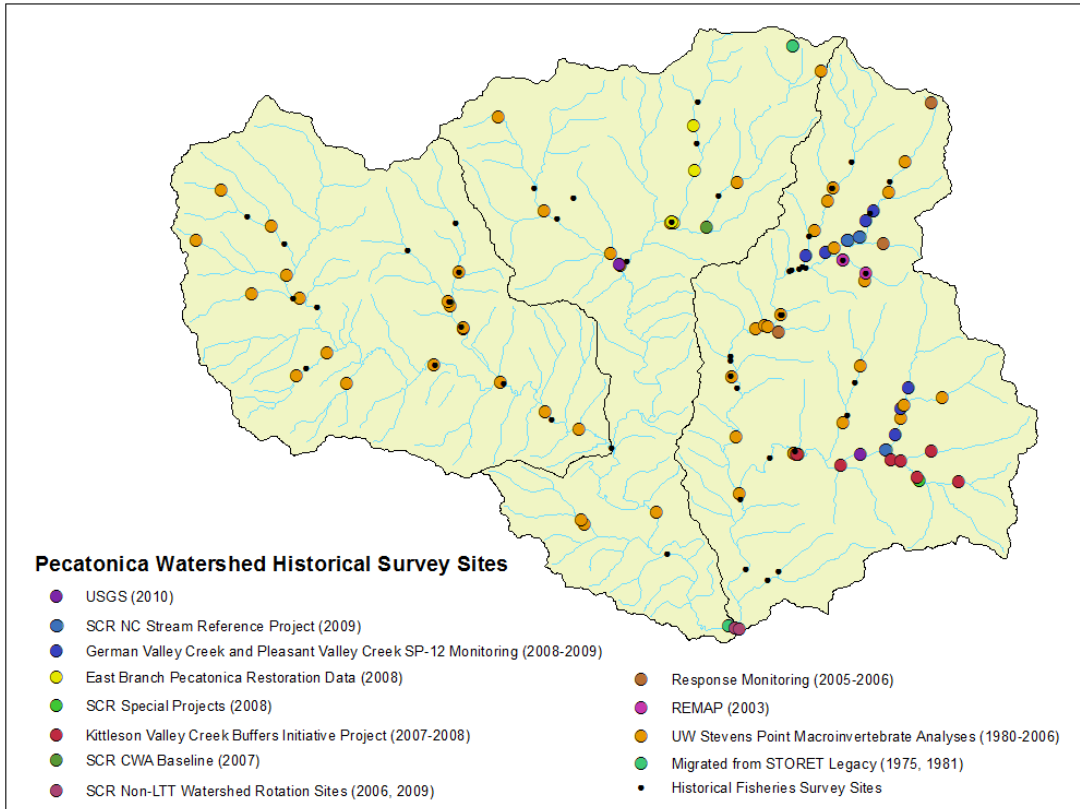 Pecatonica Watershed Historical Survey Sites
USGS (2010)
SCR NC Stream Reference Project (2009)
German Valley Creek and Pleasant Valley Creek SP-12 Monitoring (2008-2009)
East Branch Pecatonica Restoration Data (2008)
SCR Special Projects (2008)
Kittleson Valley Creek Buffers Initiative Project (2007-2008)
SCR CWA Baseline (2007)
SCR Non-LTT Watershed Rotation Sites (2006, 2009)
Response Monitoring (2005-2006)
REMAP (2003)
UW Stevens Point Macroinvertebrate Analyses (1980-2006)
Migrated from STORET Legacy (1975, 1981)
Historical Fisheries Survey Sites